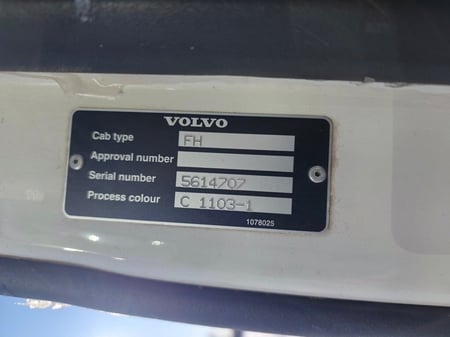 VOLVO
Cab type FH
Approval number
Serial number 5614707
Process colour C 1103-1
1078025